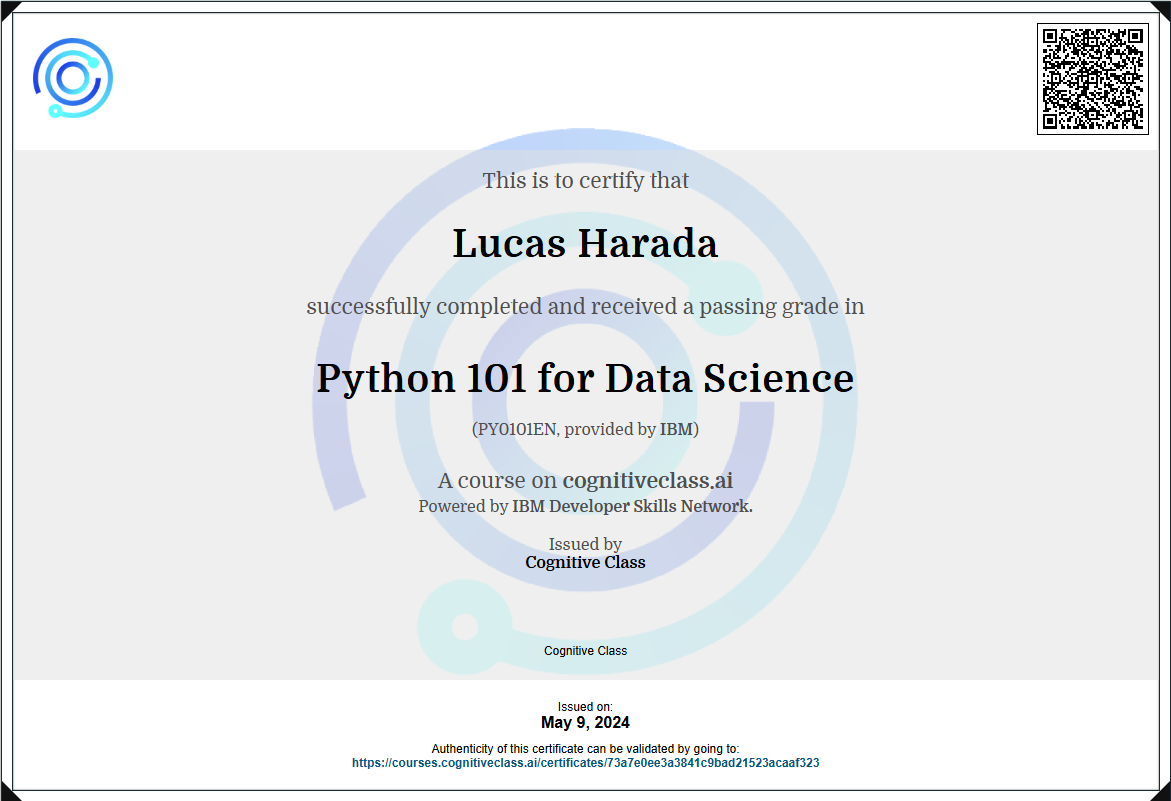 This is to certify that
Lucas Harada
successfully completed and received a passing grade in
Python 101 for Data Science
(PY0101EN, provided by IBM)
A course on cognitiveclass.ai
Powered by IBM Developer Skills Network.
Issued by
Cognitive Class
Cognitive Class
Issued on:
May 9, 2024
Authenticity of this certificate can be validated by going to:
https://courses.cognitiveclass.ai/certificates/73a7e0ee3a3841c9bad21523acaaf323